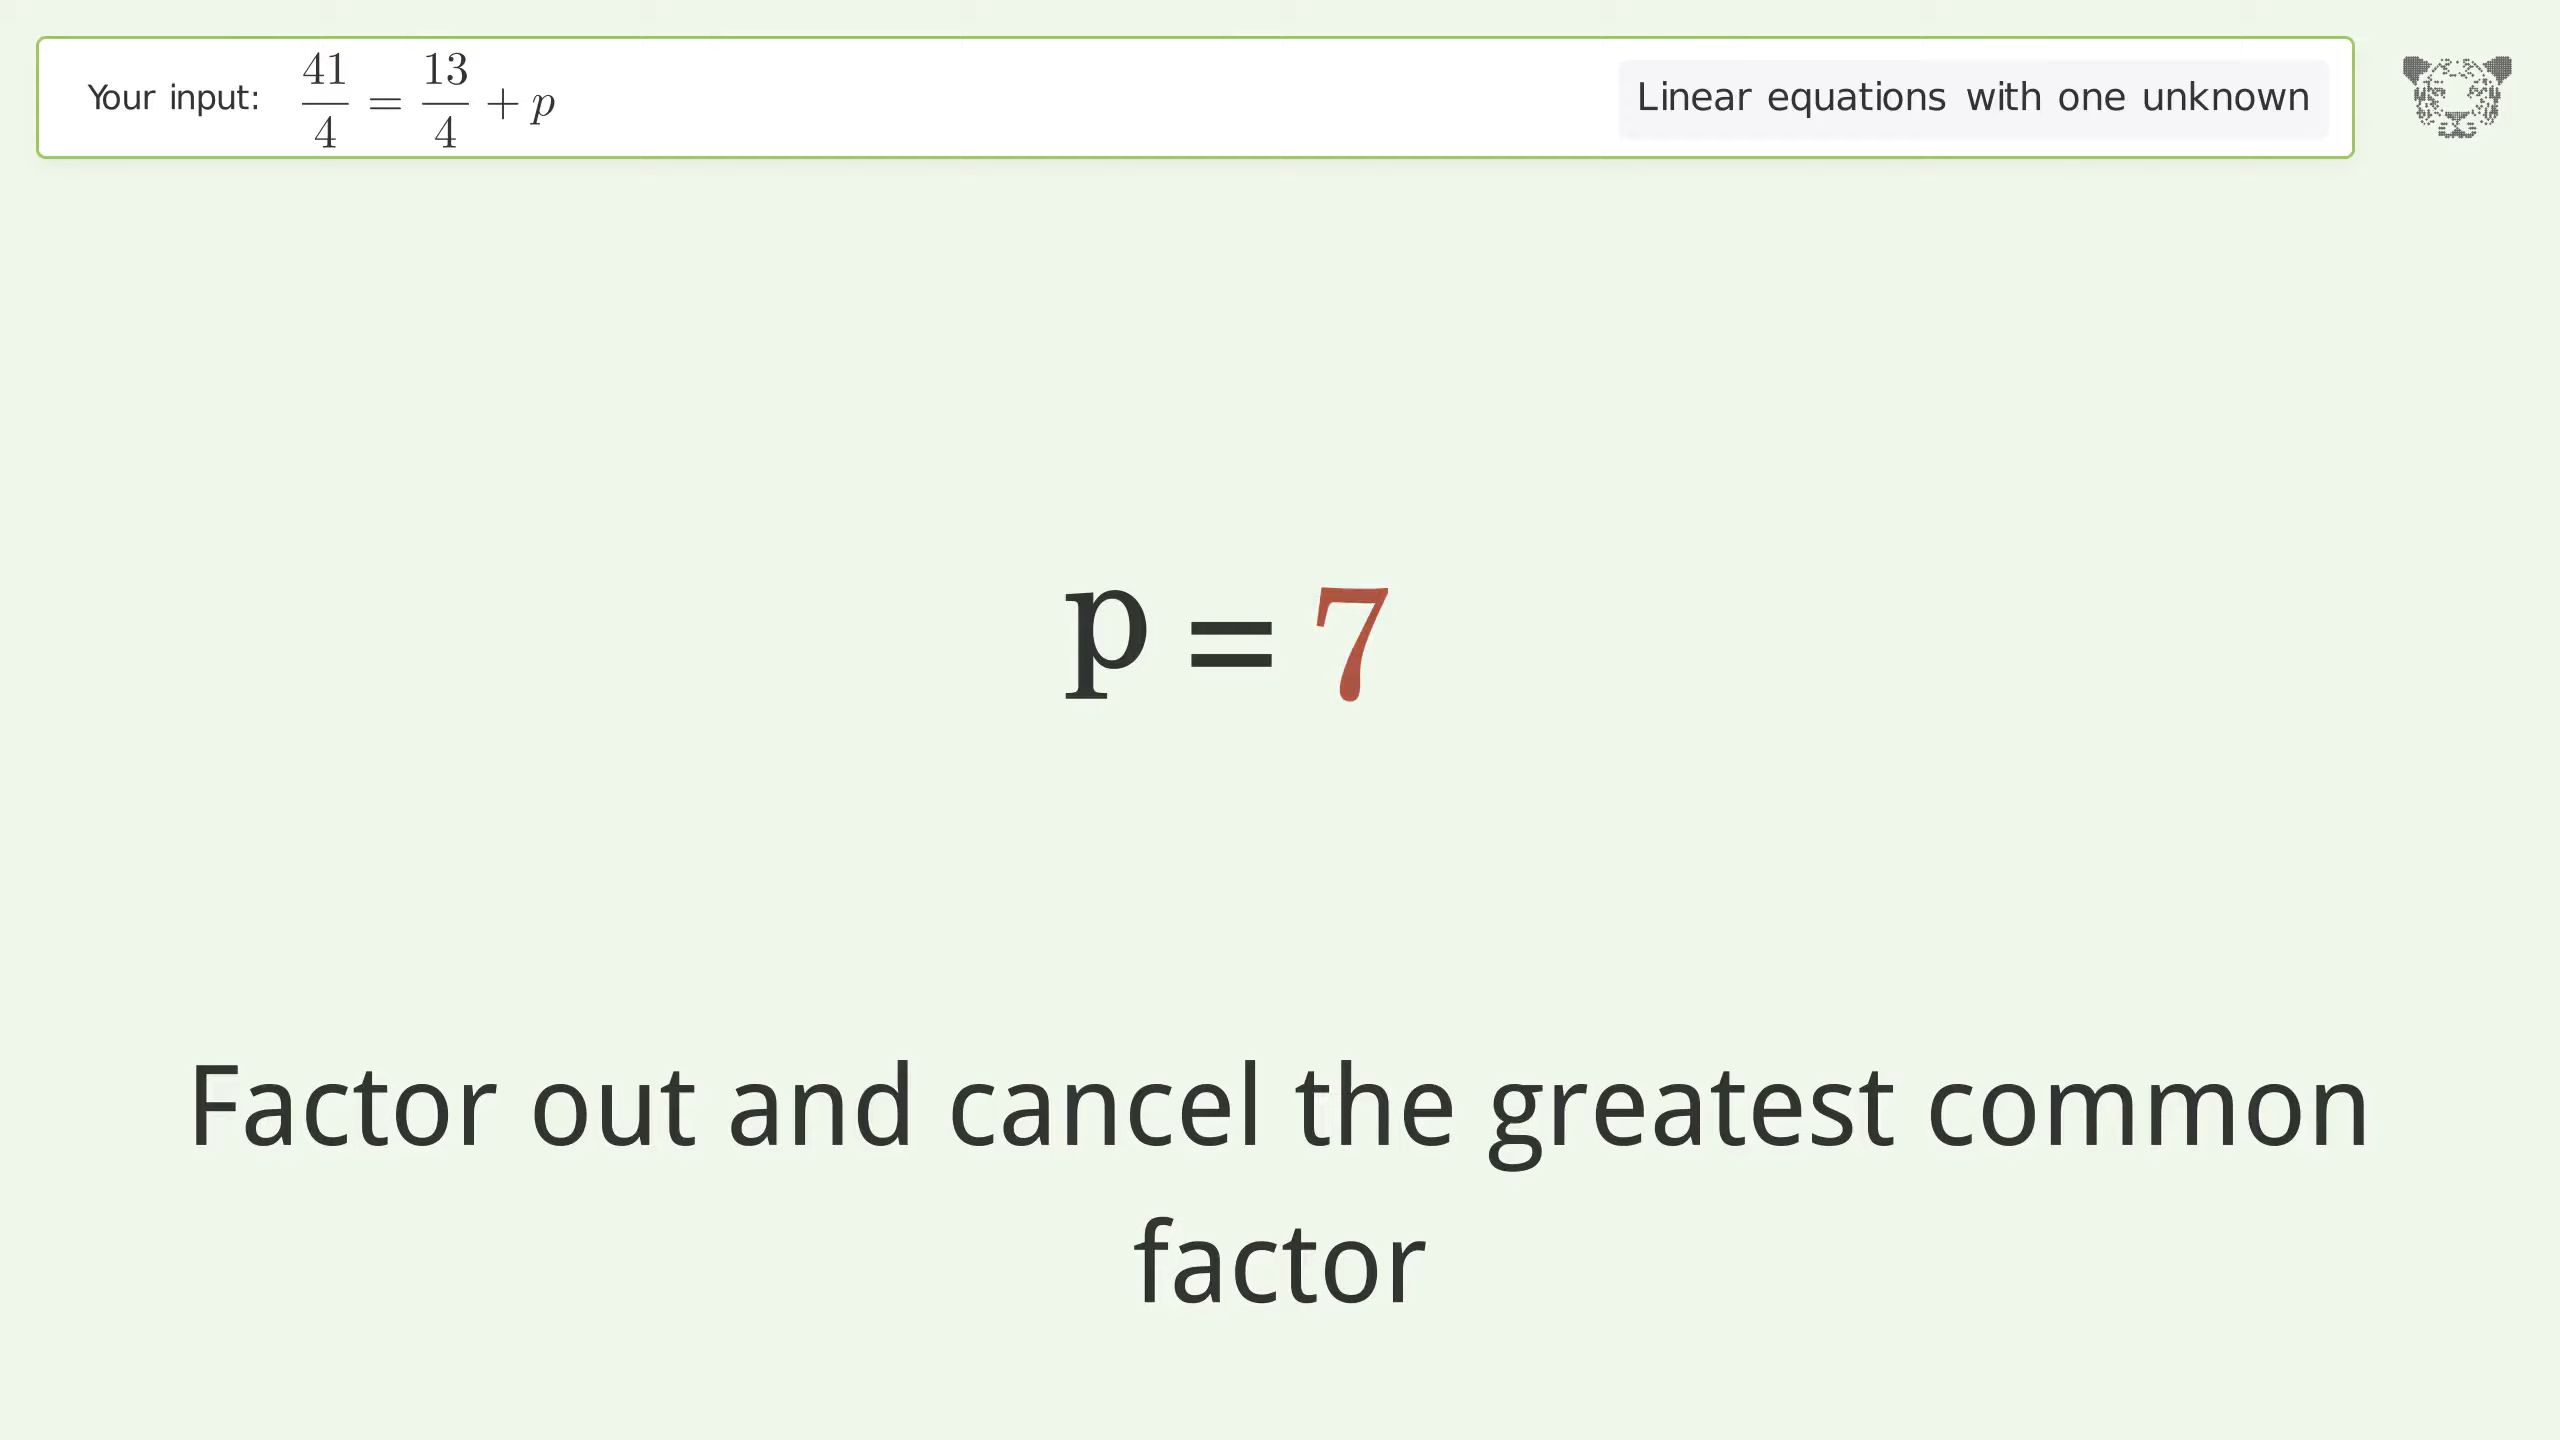 Your input: 41/4 = 13/4 + p
Linear equations with one unknown
p = 7
Factor out and cancel the greatest common
factor